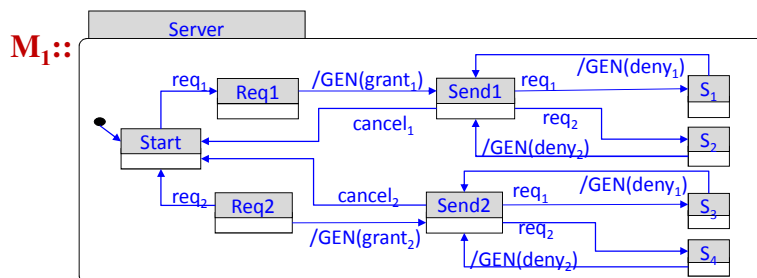 Server
M₁::
/GEN(deny₁)
req₁
/GEN(grant₁)
req₁
Req1
Send1
S₁
cancel₁
req₂
Start
/GEN(deny₂)
S₂
req₂
cancel₂
/GEN(deny₁)
Req2
Send2
req₁
S₃
/GEN(grant₂)
req₂
/GEN(deny₂)
S₄